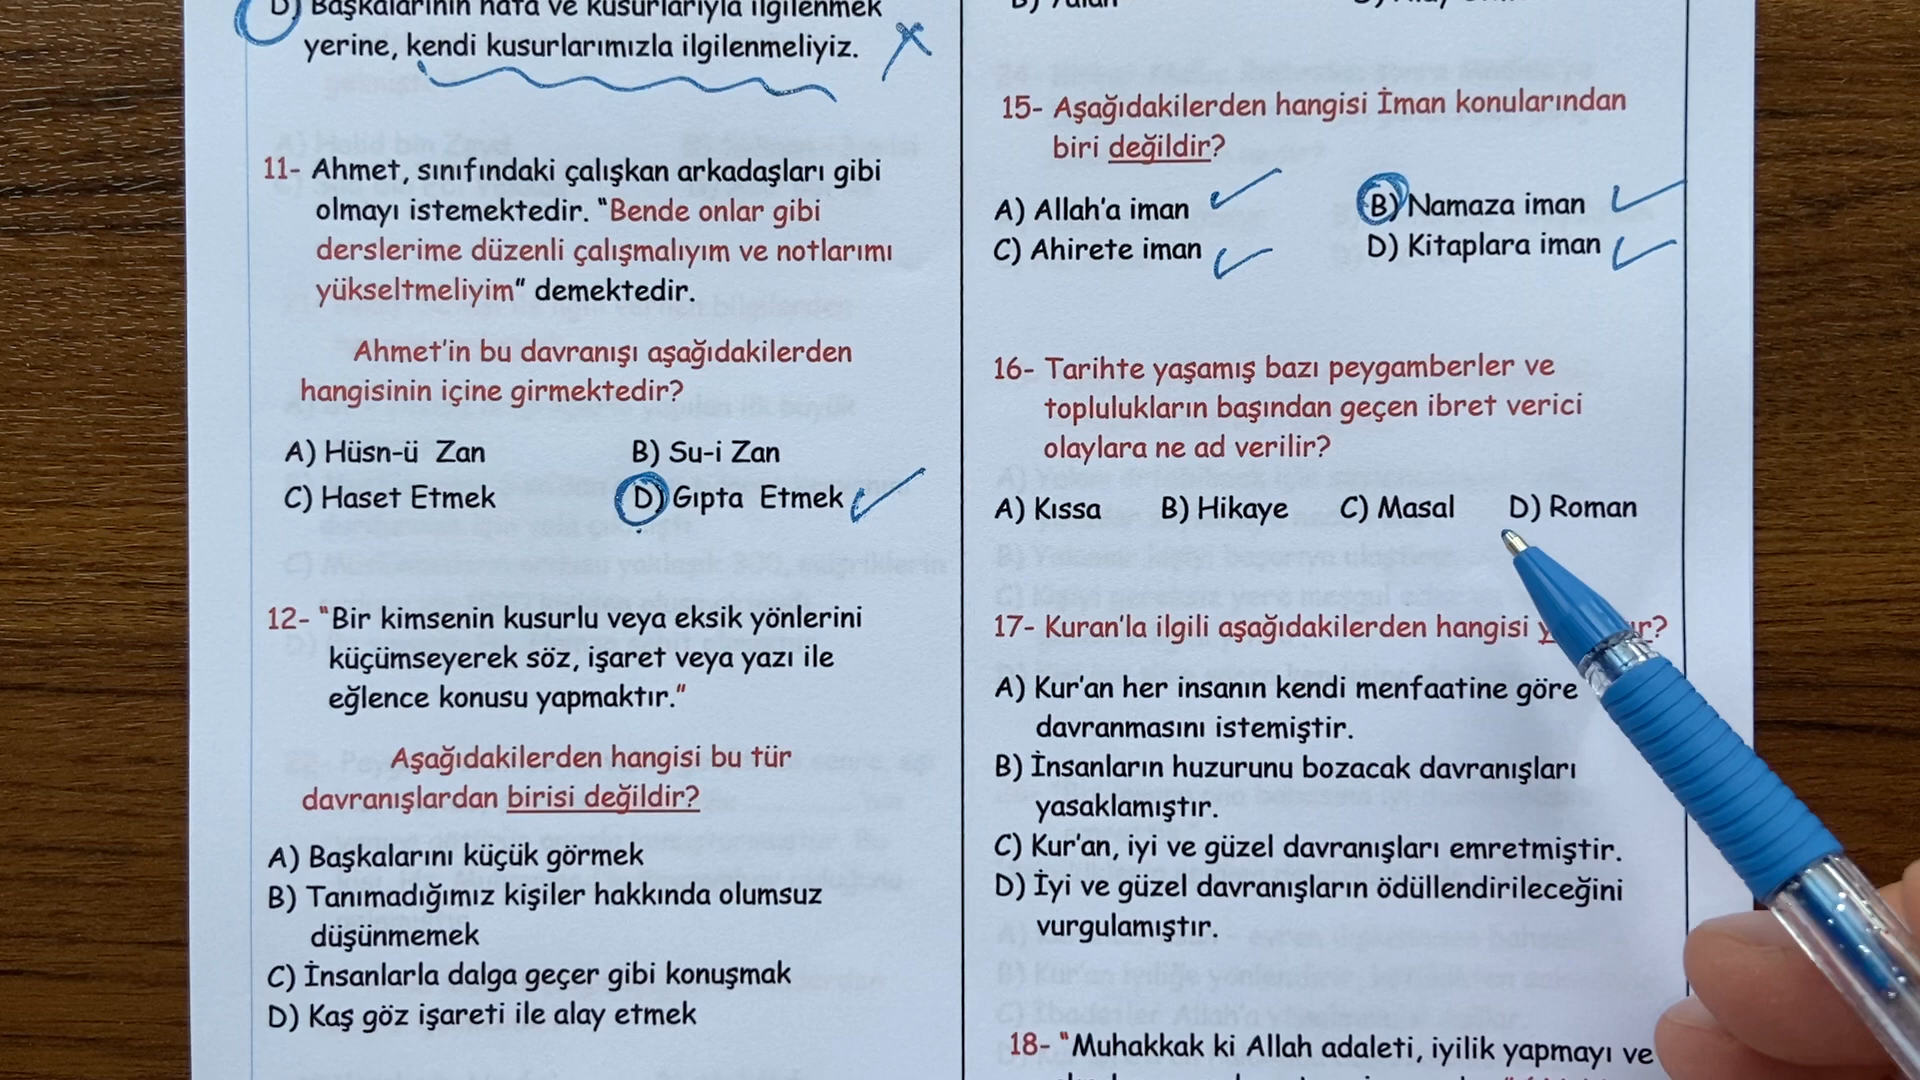 D) Başkalarının hata ve kusurlarıyla ilgilenmek
yerine, kendi kusurlarımızla ilgilenmeliyiz.
11- Ahmet, sınıfındaki çalışkan arkadaşları gibi
olmayı istemektedir. "Bende onlar gibi
derslerime düzenli çalışmalıyım ve notlarımı
yükseltmeliyim" demektedir.
Ahmet'in bu davranışı aşağıdakilerden
hangisinin içine girmektedir?
A) Hüsn-ü Zan B) Su-i Zan
C) Haset Etmek D) Gıpta Etmek
12- "Bir kimsenin kusurlu veya eksik yönlerini
küçümseyerek söz, işaret veya yazı ile
eğlence konusu yapmaktır."
Aşağıdakilerden hangisi bu tür
davranışlardan birisi değildir?
A) Başkalarını küçük görmek
B) Tanımadığımız kişiler hakkında olumsuz
düşünmemek
C) İnsanlarla dalga geçer gibi konuşmak
D) Kaş göz işareti ile alay etmek
15- Aşağıdakilerden hangisi İman konularından
biri değildir?
A) Allah'a iman B) Namaza iman
C) Ahirete iman D) Kitaplara iman
16- Tarihte yaşamış bazı peygamberler ve
toplulukların başından geçen ibret verici
olaylara ne ad verilir?
A) Kıssa B) Hikaye C) Masal D) Roman
17- Kuran'la ilgili aşağıdakilerden hangisi
A) Kur'an her insanın kendi menfaatine göre
davranmasını istemiştir.
B) İnsanların huzurunu bozacak davranışları
yasaklamıştır.
C) Kur'an, iyi ve güzel davranışları emretmiştir.
D) İyi ve güzel davranışların ödüllendirileceğini
vurgulamıştır.
18- "Muhakkak ki Allah adaleti, iyilik yapmayı ve